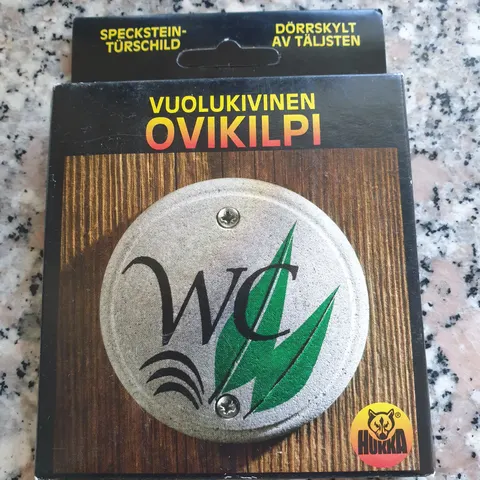 SPECKSTEIN-
TÜRSCHILD
DÖRRSKYLT
AV TÄLJSTEN
VUOLUKIVINEN
OVIKILPI
WC
HUKKA®